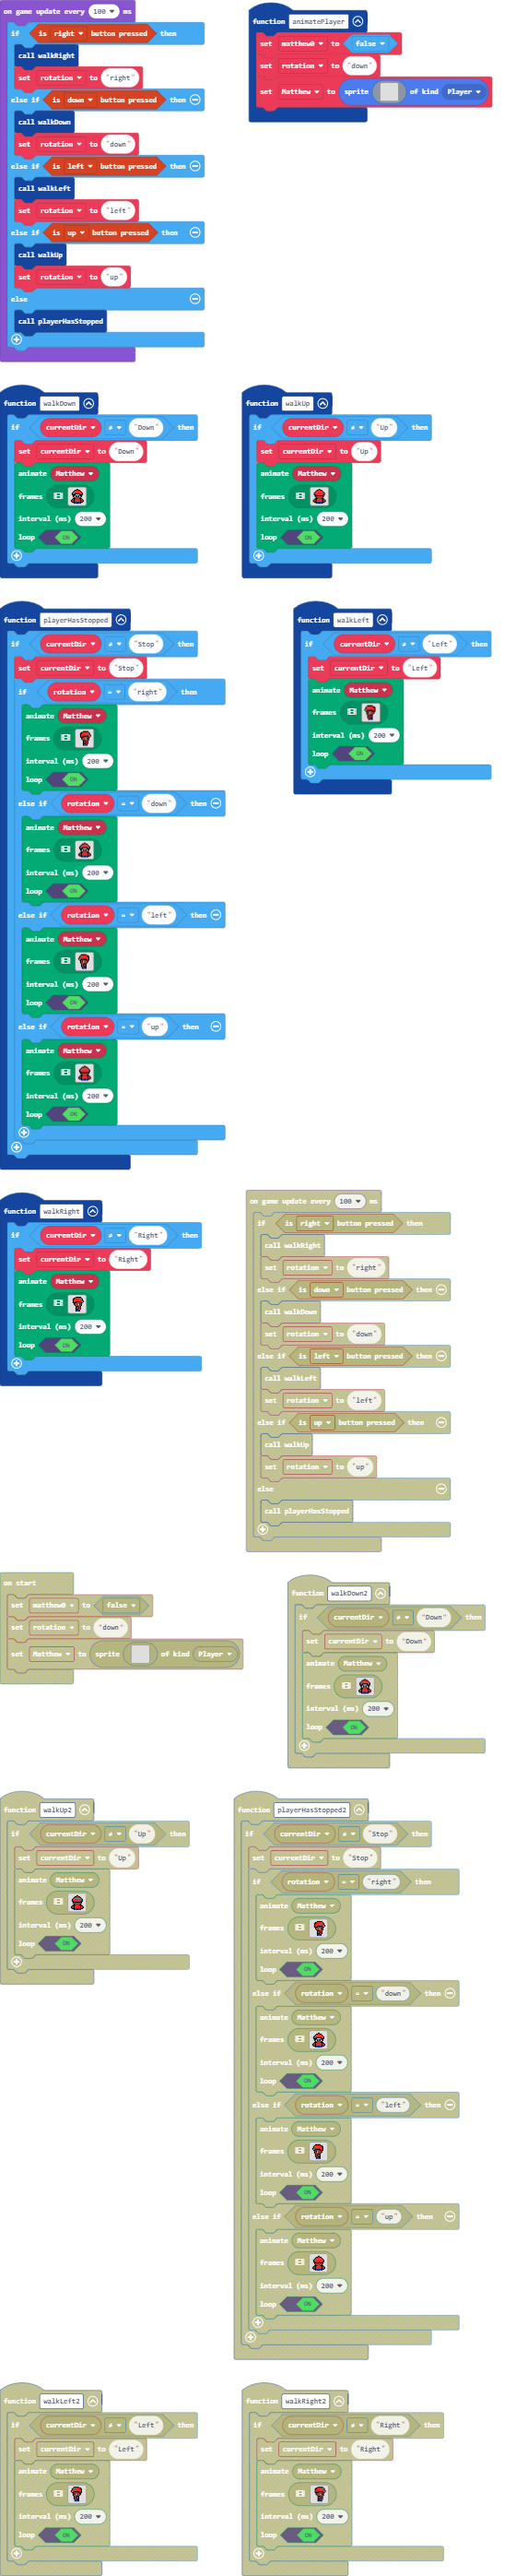 on game update every 100 ms
if is right button pressed then
call walkRight
set rotation to "right"
else if is down button pressed then
call walkDown
set rotation to "down"
else if is left button pressed then
call walkLeft
set rotation to "left"
else if is up button pressed then
call walkUp
set rotation to "up"
else
call playerHasStopped
function animatePlayer
set matthew0 to false
set rotation to "down"
set Matthew to sprite of kind Player
function walkDown
if currentDir ≠ "Down" then
set currentDir to "Down"
animate Matthew
frames
interval (ms) 200
loop ON
function walkUp
if currentDir ≠ "Up" then
set currentDir to "Up"
animate Matthew
frames
interval (ms) 200
loop ON
function playerHasStopped
if currentDir ≠ "Stop" then
set currentDir to "Stop"
if rotation = "right" then
animate Matthew
frames
interval (ms) 200
loop ON
else if rotation = "down" then
animate Matthew
frames
interval (ms) 200
loop ON
else if rotation = "left" then
animate Matthew
frames
interval (ms) 200
loop ON
else if rotation = "up" then
animate Matthew
frames
interval (ms) 200
loop ON
function walkLeft
if currentDir ≠ "Left" then
set currentDir to "Left"
animate Matthew
frames
interval (ms) 200
loop ON
function walkRight
if currentDir ≠ "Right" then
set currentDir to "Right"
animate Matthew
frames
interval (ms) 200
loop ON
on game update every 100 ms
if is right button pressed then
call walkRight
set rotation to "right"
else if is down button pressed then
call walkDown
set rotation to "down"
else if is left button pressed then
call walkLeft
set rotation to "left"
else if is up button pressed then
call walkUp
set rotation to "up"
else
call playerHasStopped
on start
set matthew0 to false
set rotation to "down"
set Matthew to sprite of kind Player
function walkDown2
if currentDir ≠ "Down" then
set currentDir to "Down"
animate Matthew
frames
interval (ms) 200
loop ON
function walkUp2
if currentDir ≠ "Up" then
set currentDir to "Up"
animate Matthew
frames
interval (ms) 200
loop ON
function playerHasStopped2
if currentDir ≠ "Stop" then
set currentDir to "Stop"
if rotation = "right" then
animate Matthew
frames
interval (ms) 200
loop ON
else if rotation = "down" then
animate Matthew
frames
interval (ms) 200
loop ON
else if rotation = "left" then
animate Matthew
frames
interval (ms) 200
loop ON
else if rotation = "up" then
animate Matthew
frames
interval (ms) 200
loop ON
function walkLeft2
if currentDir ≠ "Left" then
set currentDir to "Left"
animate Matthew
frames
interval (ms) 200
loop ON
function walkRight2
if currentDir ≠ "Right" then
set currentDir to "Right"
animate Matthew
frames
interval (ms) 200
loop ON